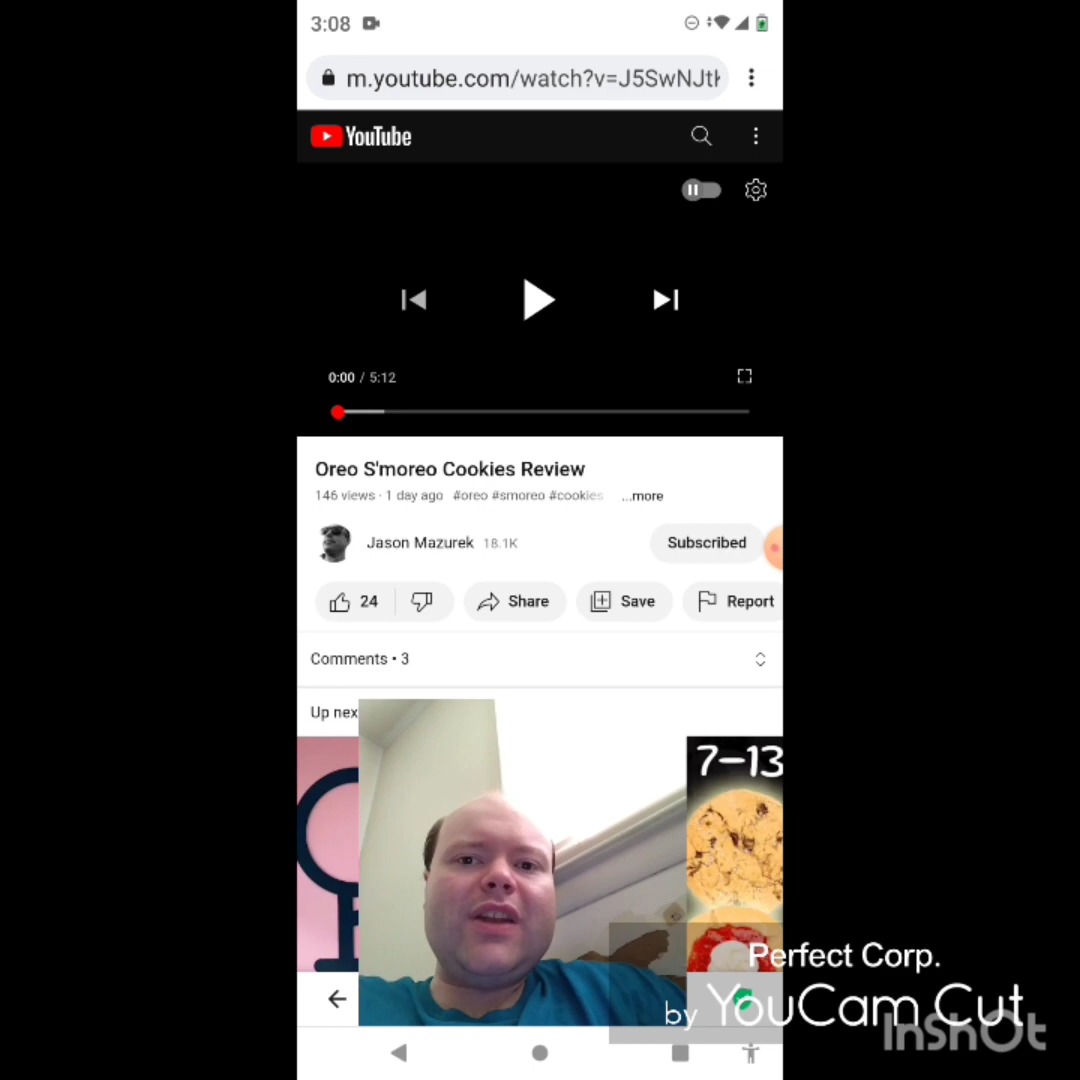 3:08
m.youtube.com/watch?v=J5SwNJt
YouTube
0:00 / 5:12
Oreo S'moreo Cookies Review
146 views · 1 day ago #oreo #smoreo #cookies ...more
Jason Mazurek 18.1K
Subscribed
24
Share
Save
Report
Comments • 3
Up nex
7-13
Perfect Corp.
by YouCam Cut
InShOt